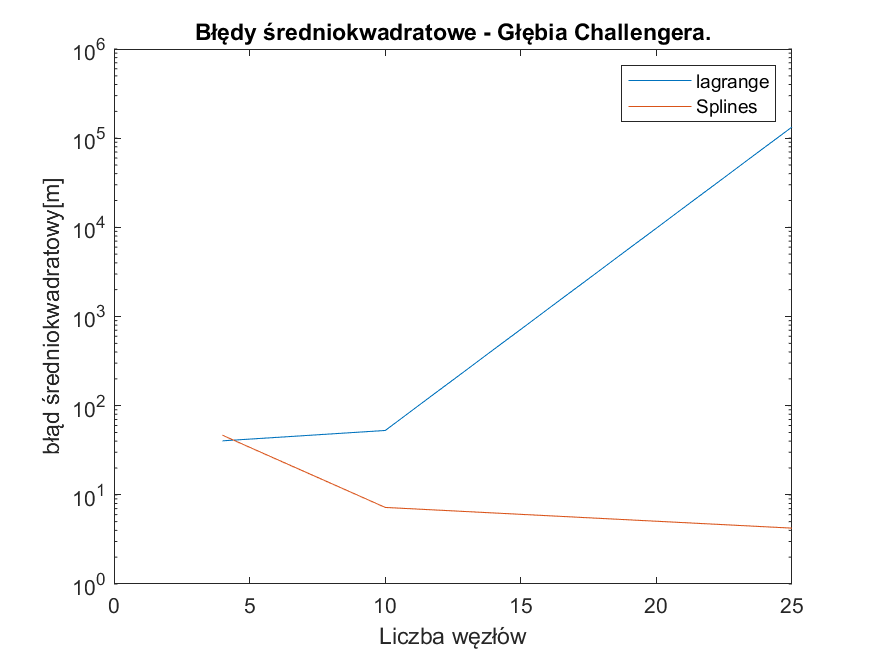 Błędy średniokwadratowe - Głębia Challengera.
10^6
10^5
10^4
10^3
10^2
10^1
10^0
błąd średniokwadratowy[m]
lagrange
Splines
0 5 10 15 20 25
Liczba węzłów